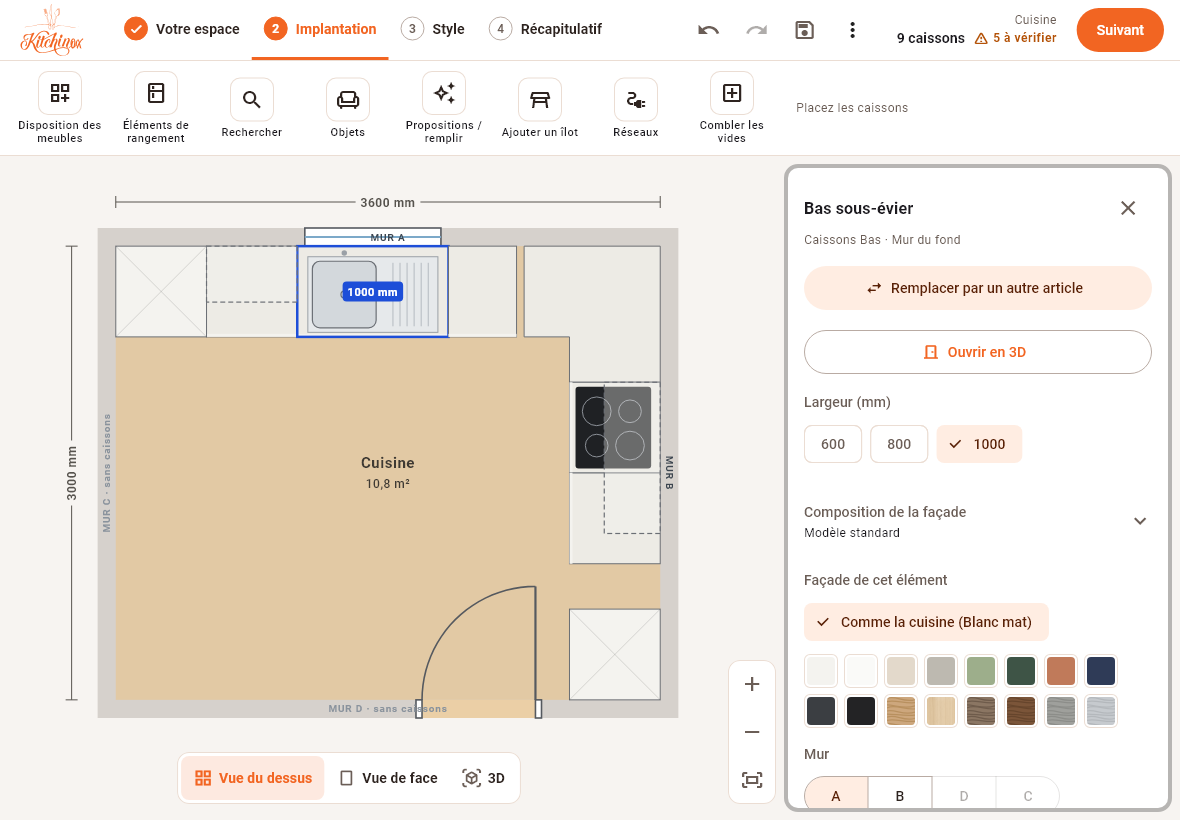 Kitchinox
Votre espace
2 Implantation
3 Style
4 Récapitulatif
Cuisine
9 caissons 5 à vérifier
Suivant
Disposition des
meubles
Éléments de
rangement
Rechercher
Objets
Propositions /
remplir
Ajouter un îlot
Réseaux
Combler les
vides
Placez les caissons
3600 mm
MUR A
1000 mm
3000 mm
MUR C - sans caissons
Cuisine
10,8 m²
MUR B
MUR D - sans caissons
Vue du dessus
Vue de face
3D
Bas sous-évier
Caissons Bas · Mur du fond
Remplacer par un autre article
Ouvrir en 3D
Largeur (mm)
600
800
1000
Composition de la façade
Modèle standard
Façade de cet élément
Comme la cuisine (Blanc mat)
Mur
A
B
D
C